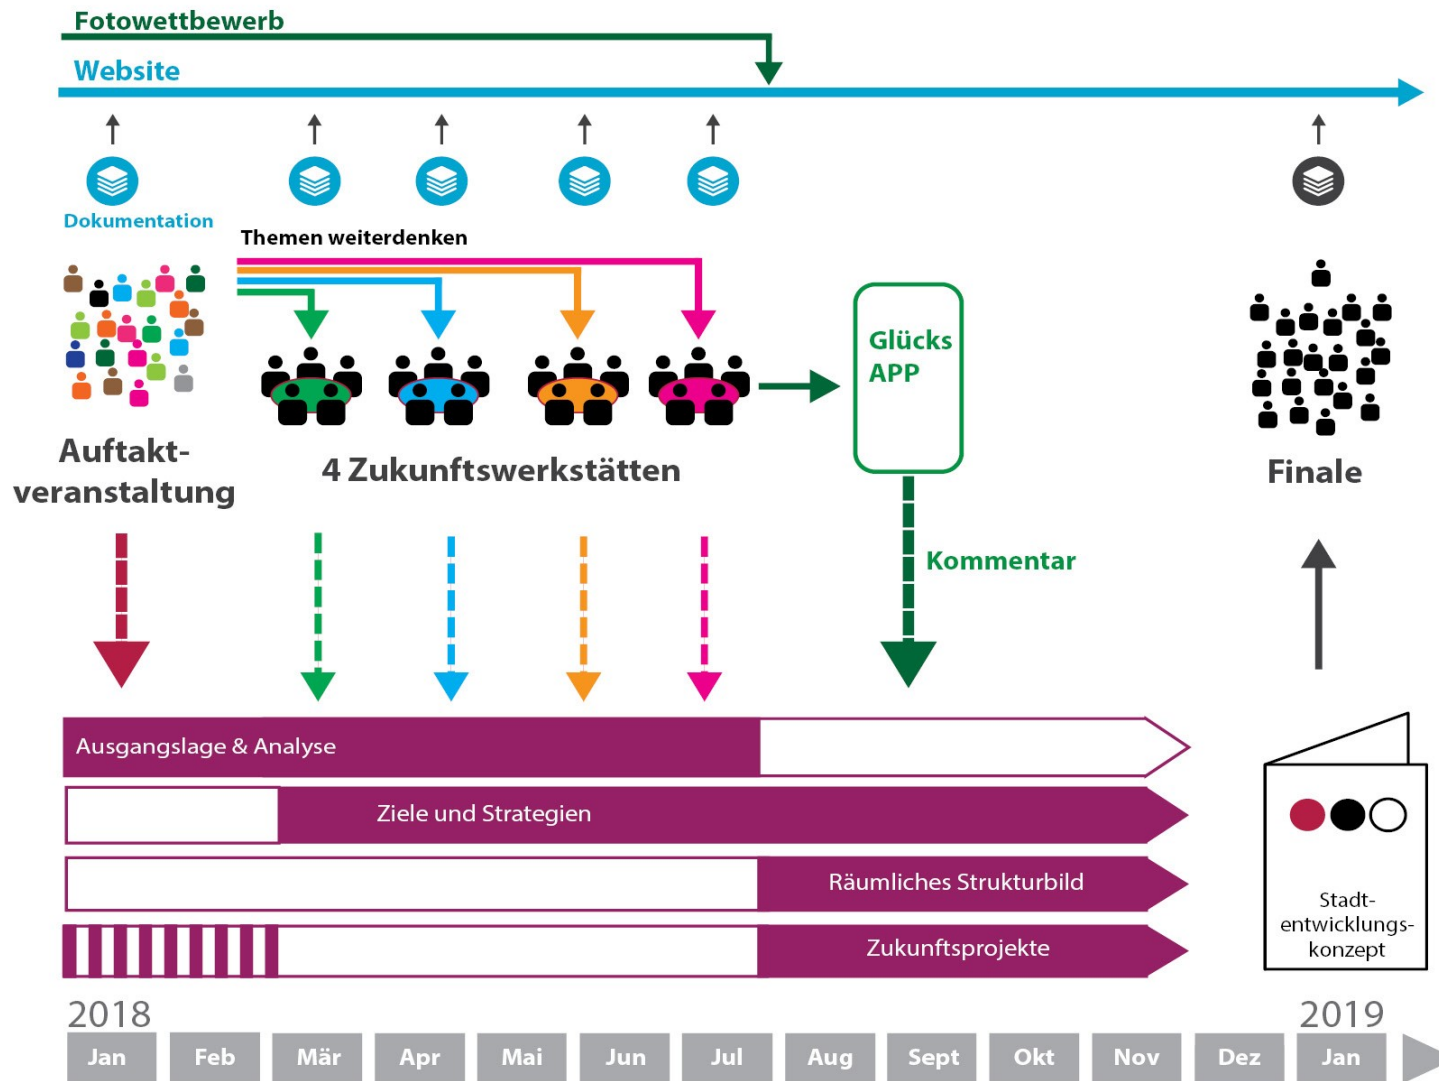 Fotowettbewerb
Website
Dokumentation
Themen weiterdenken
Glücks
APP
Auftakt-
veranstaltung
4 Zukunftswerkstätten
Finale
Kommentar
Ausgangslage & Analyse
Ziele und Strategien
Räumliches Strukturbild
Zukunftsprojekte
Stadt-
entwicklungs-
konzept
2018
2019
Jan Feb Mär Apr Mai Jun Jul Aug Sept Okt Nov Dez Jan